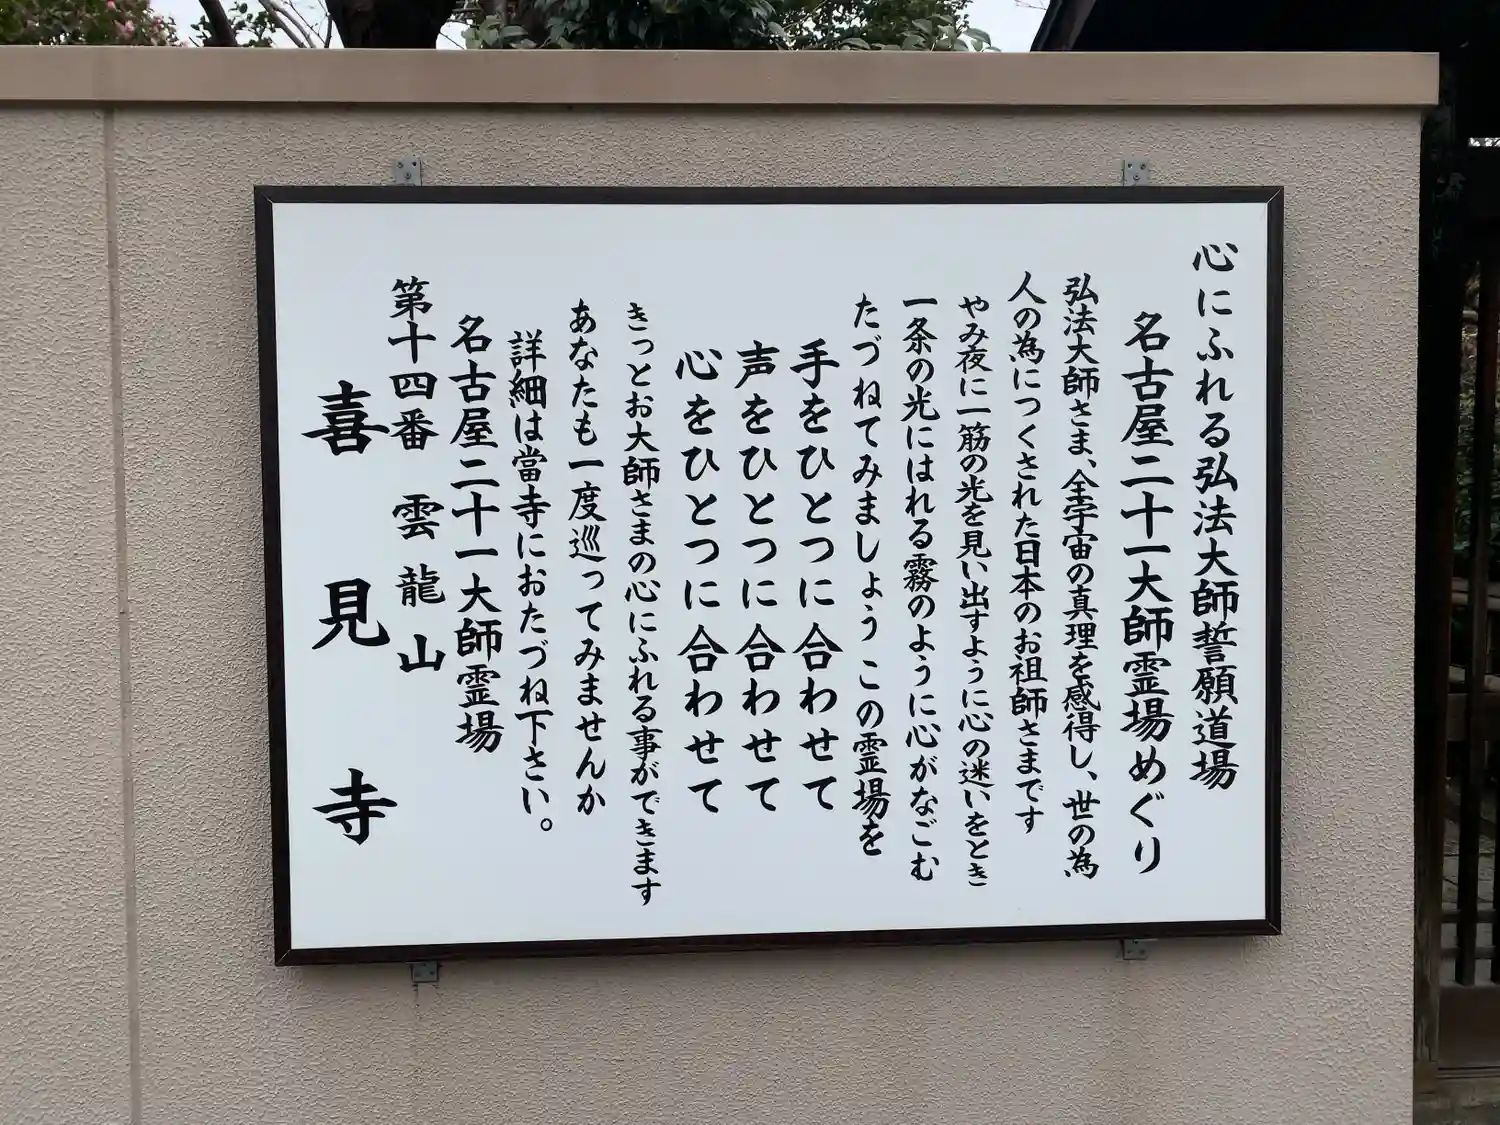 心にふれる弘法大師誓願道場
名古屋二十一大師霊場めぐり
弘法大師さま、全宇宙の真理を感得し、世の為
人の為につくされた日本のお祖師さまです
やみ夜に一筋の光を見い出すように心の迷いをとき
一条の光にはれる霧のように心がなごむ
たづねてみましょうこの霊場を
手をひとつに合わせて
声をひとつに合わせて
心をひとつに合わせて
きっとお大師さまの心にふれる事ができます
あなたも一度巡ってみませんか
詳細は當寺におたづね下さい。
名古屋二十一大師霊場
第十四番 雲龍山
喜見寺